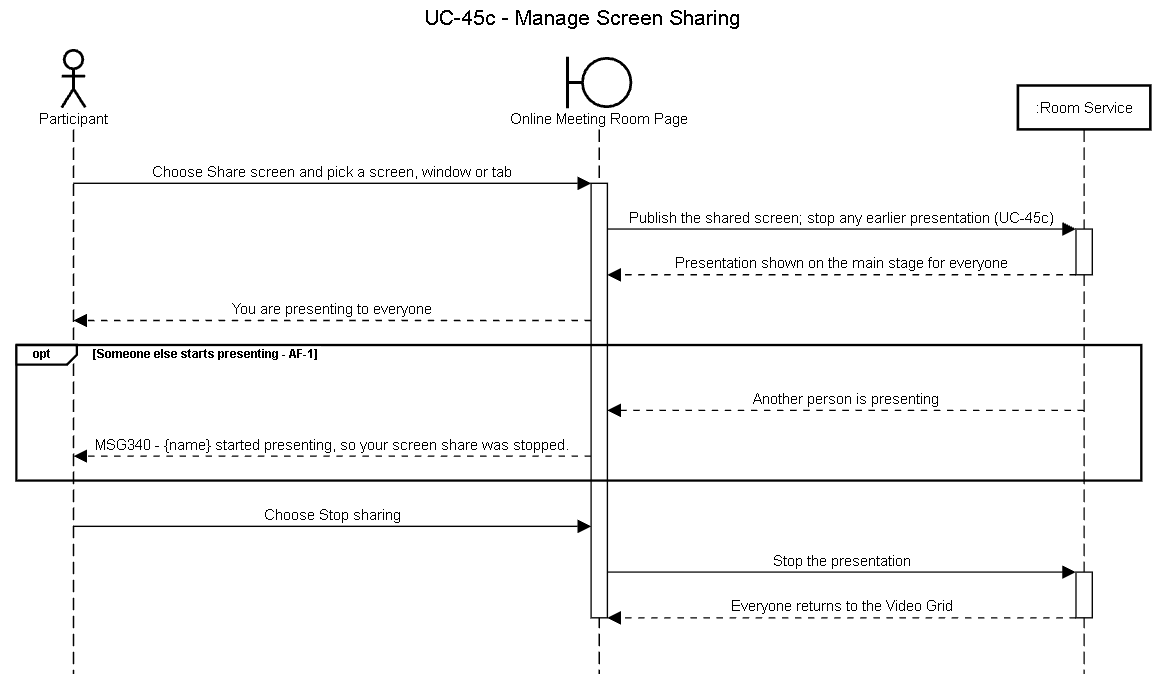 UC-45c - Manage Screen Sharing
Participant
Online Meeting Room Page
:Room Service
Choose Share screen and pick a screen, window or tab
Publish the shared screen; stop any earlier presentation (UC-45c)
Presentation shown on the main stage for everyone
You are presenting to everyone
opt
[Someone else starts presenting - AF-1]
Another person is presenting
MSG340 - {name} started presenting, so your screen share was stopped.
Choose Stop sharing
Stop the presentation
Everyone returns to the Video Grid